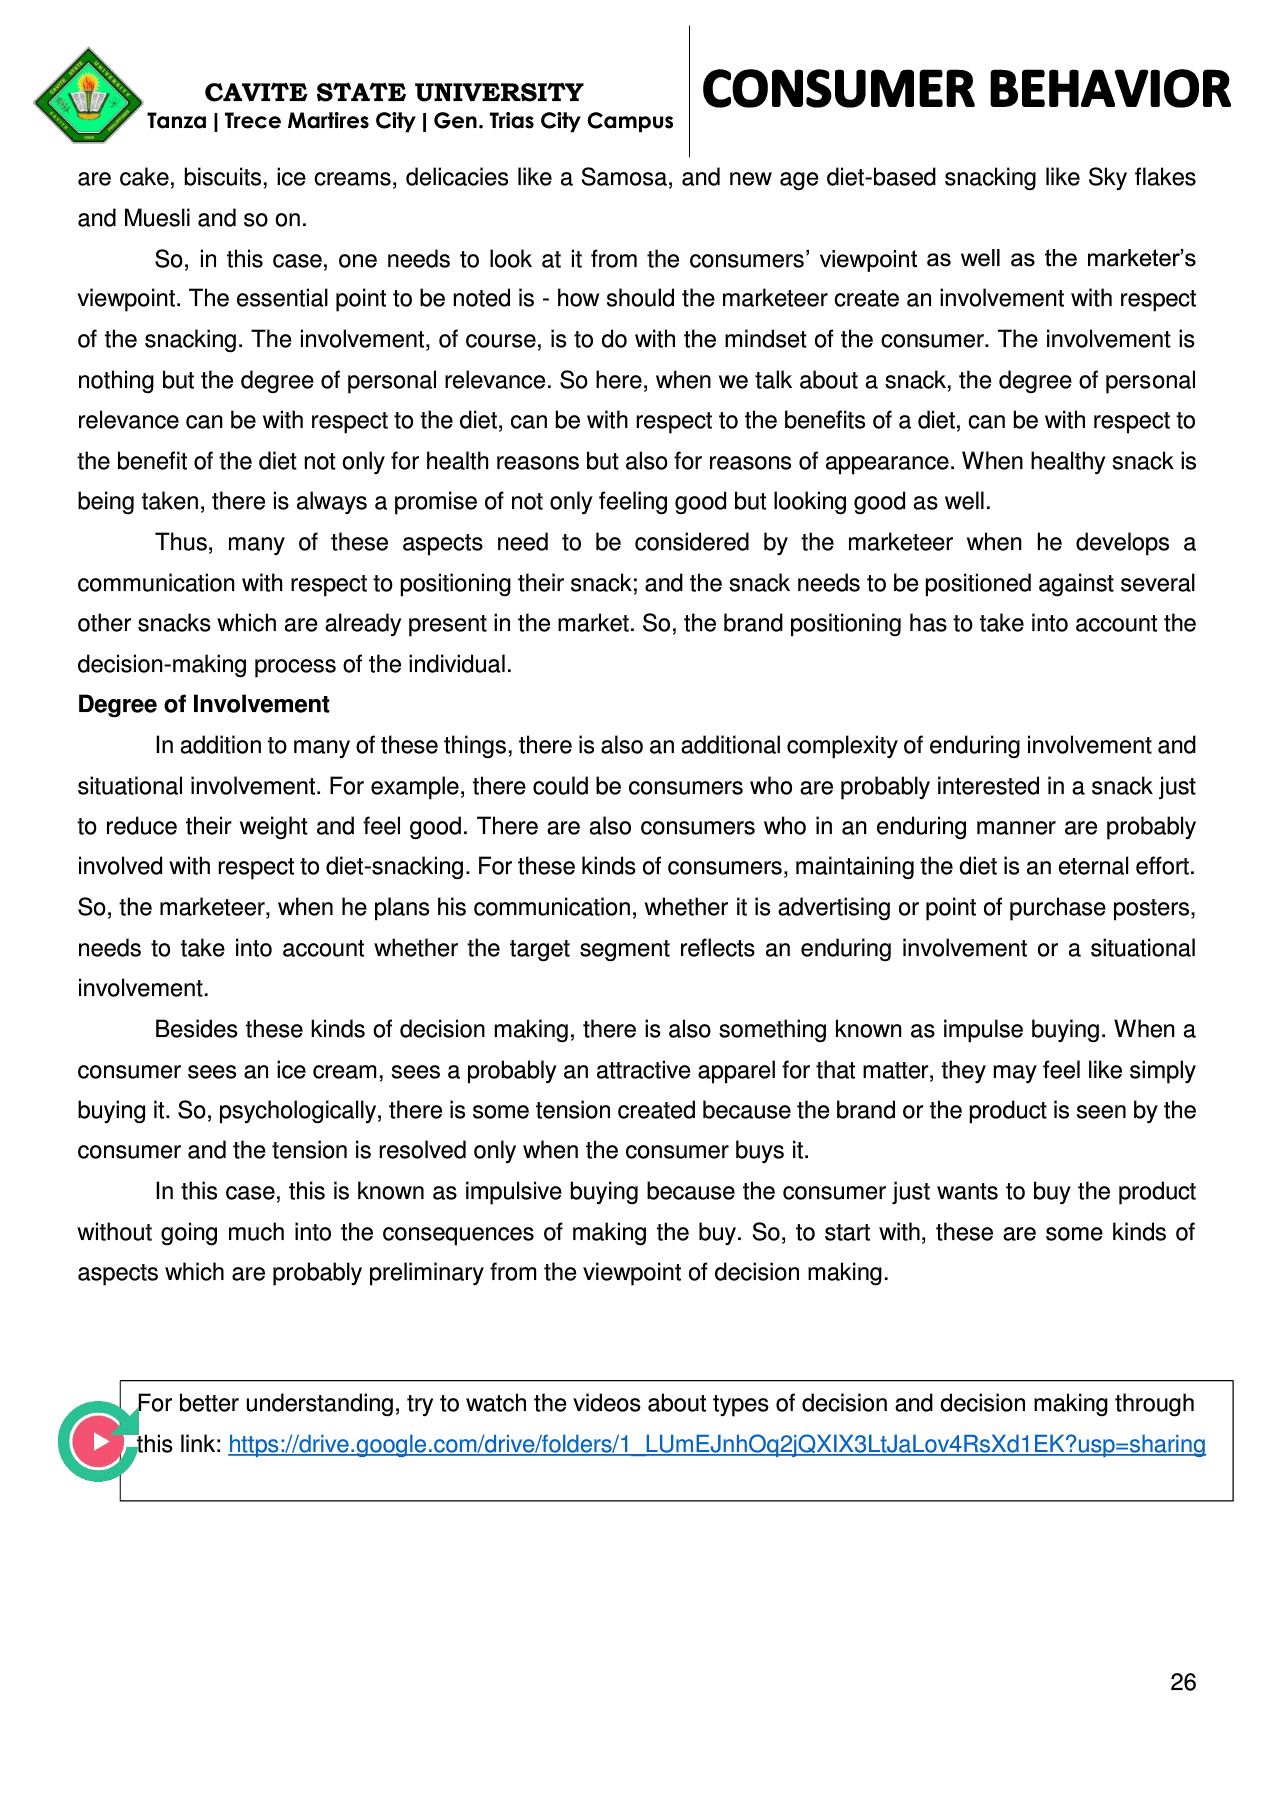 CAVITE STATE UNIVERSITY
Tanza | Trece Martires City | Gen. Trias City Campus
CONSUMER BEHAVIOR
are cake, biscuits, ice creams, delicacies like a Samosa, and new age diet-based snacking like Sky flakes
and Muesli and so on.
So, in this case, one needs to look at it from the consumers’ viewpoint as well as the marketer’s
viewpoint. The essential point to be noted is - how should the marketeer create an involvement with respect
of the snacking. The involvement, of course, is to do with the mindset of the consumer. The involvement is
nothing but the degree of personal relevance. So here, when we talk about a snack, the degree of personal
relevance can be with respect to the diet, can be with respect to the benefits of a diet, can be with respect to
the benefit of the diet not only for health reasons but also for reasons of appearance. When healthy snack is
being taken, there is always a promise of not only feeling good but looking good as well.
Thus, many of these aspects need to be considered by the marketeer when he develops a
communication with respect to positioning their snack; and the snack needs to be positioned against several
other snacks which are already present in the market. So, the brand positioning has to take into account the
decision-making process of the individual.
Degree of Involvement
In addition to many of these things, there is also an additional complexity of enduring involvement and
situational involvement. For example, there could be consumers who are probably interested in a snack just
to reduce their weight and feel good. There are also consumers who in an enduring manner are probably
involved with respect to diet-snacking. For these kinds of consumers, maintaining the diet is an eternal effort.
So, the marketeer, when he plans his communication, whether it is advertising or point of purchase posters,
needs to take into account whether the target segment reflects an enduring involvement or a situational
involvement.
Besides these kinds of decision making, there is also something known as impulse buying. When a
consumer sees an ice cream, sees a probably an attractive apparel for that matter, they may feel like simply
buying it. So, psychologically, there is some tension created because the brand or the product is seen by the
consumer and the tension is resolved only when the consumer buys it.
In this case, this is known as impulsive buying because the consumer just wants to buy the product
without going much into the consequences of making the buy. So, to start with, these are some kinds of
aspects which are probably preliminary from the viewpoint of decision making.
For better understanding, try to watch the videos about types of decision and decision making through
this link: https://drive.google.com/drive/folders/1_LUmEJnhOq2jQXIX3LtJaLov4RsXd1EK?usp=sharing
26